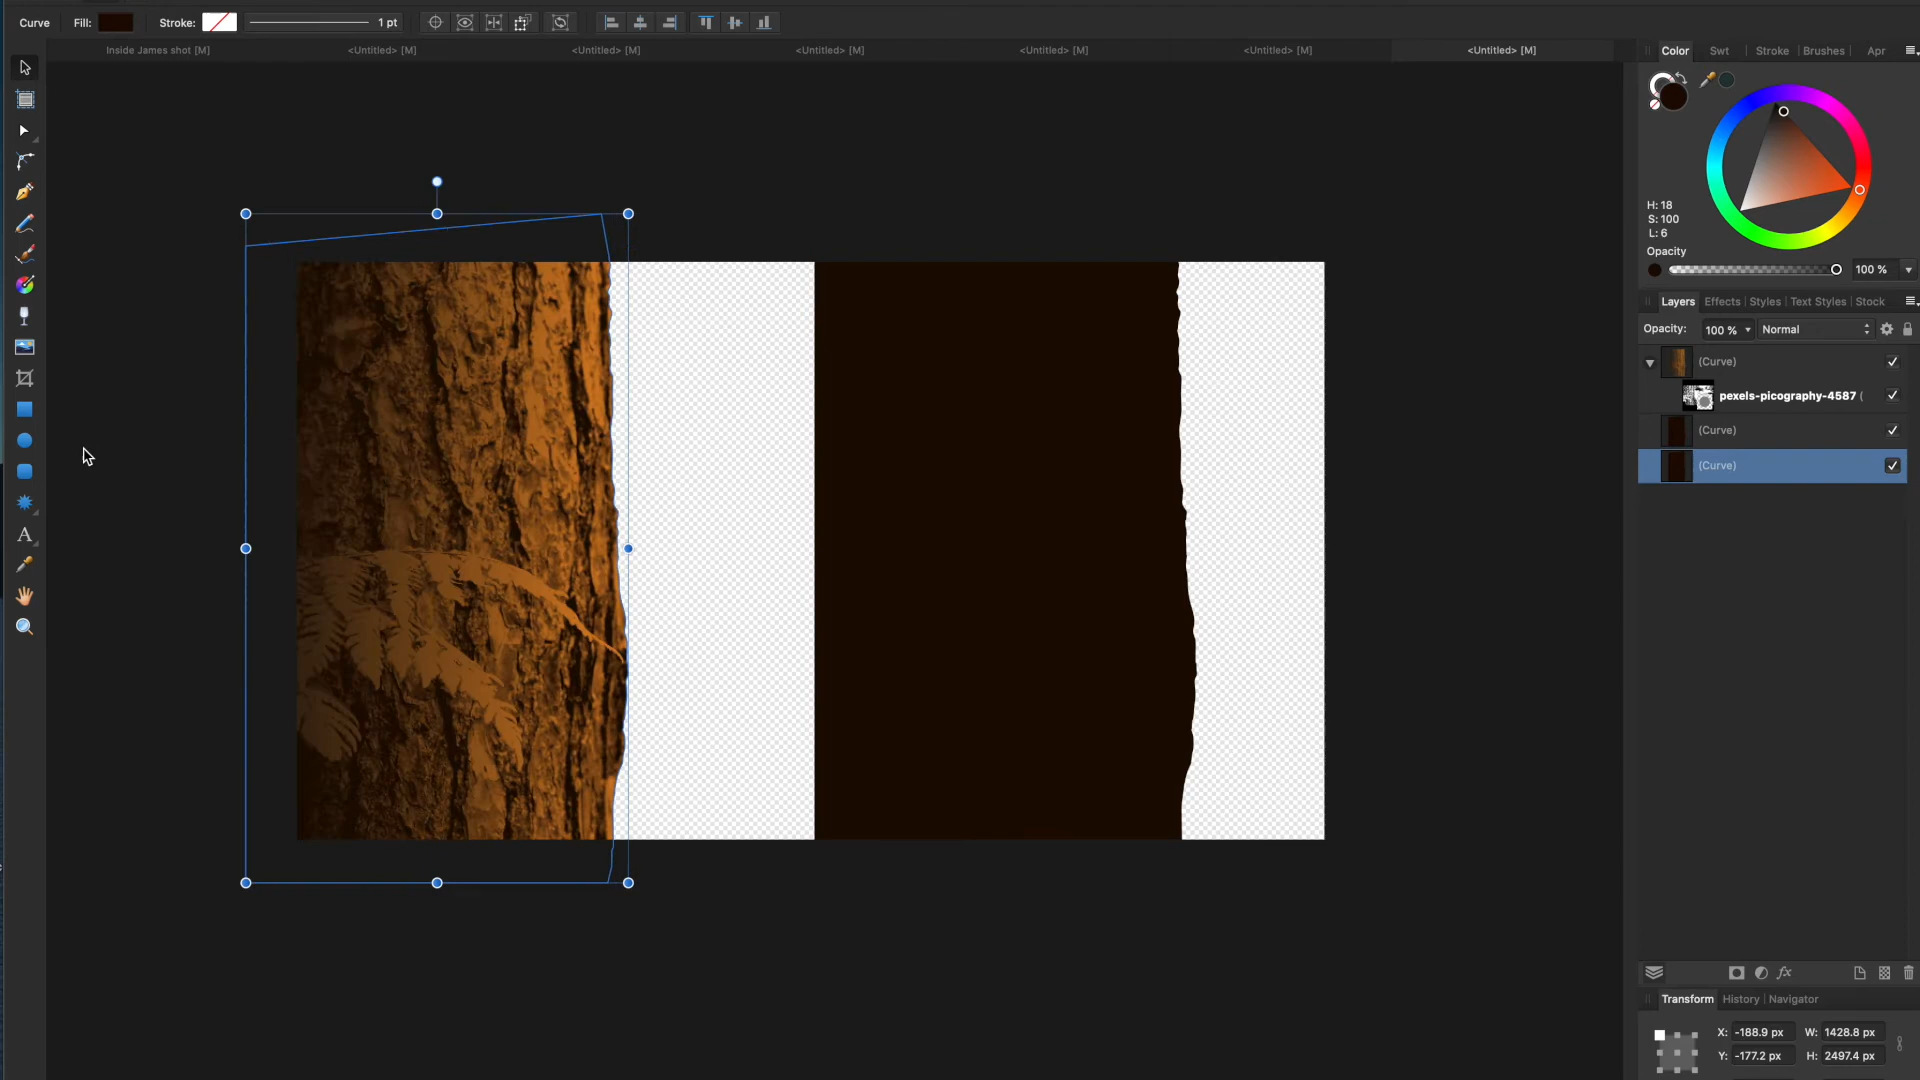 Curve Fill: Stroke: 1 pt
Inside James shot [M] <Untitled> [M] <Untitled> [M] <Untitled> [M] <Untitled> [M] <Untitled> [M] <Untitled> [M]
Color Swt Stroke Brushes Apr
H: 18
S: 100
L: 6
Opacity
100 %
Layers Effects Styles Text Styles Stock
Opacity: 100 % Normal
(Curve)
pexels-picography-4587 (
(Curve)
(Curve)
fx
Transform History Navigator
X: -188.9 px W: 1428.8 px
Y: -177.2 px H: 2497.4 px
A